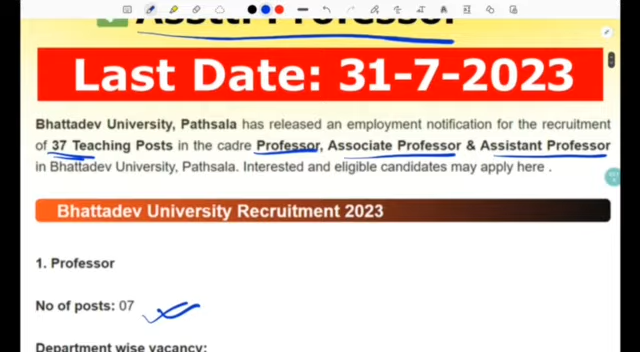 Asstt. Professor
Last Date: 31-7-2023
Bhattadev University, Pathsala has released an employment notification for the recruitment
of 37 Teaching Posts in the cadre Professor, Associate Professor & Assistant Professor
in Bhattadev University, Pathsala. Interested and eligible candidates may apply here .
Bhattadev University Recruitment 2023
1. Professor
No of posts: 07
Department wise vacancy: